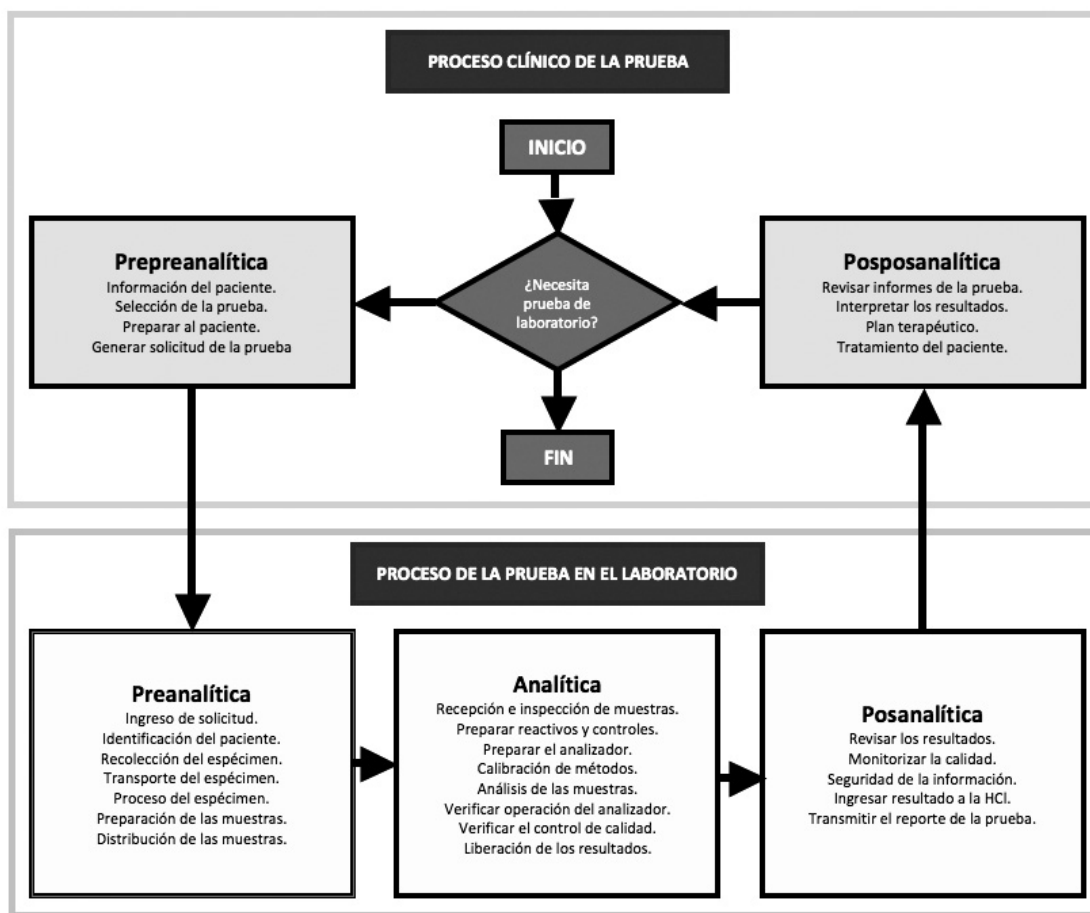 PROCESO CLÍNICO DE LA PRUEBA
INICIO
¿Necesita
prueba de
laboratorio?
FIN
Prepreanalítica
Información del paciente.
Selección de la prueba.
Preparar al paciente.
Generar solicitud de la prueba
Posposanalítica
Revisar informes de la prueba.
Interpretar los resultados.
Plan terapéutico.
Tratamiento del paciente.
PROCESO DE LA PRUEBA EN EL LABORATORIO
Preanalítica
Ingreso de solicitud.
Identificación del paciente.
Recolección del espécimen.
Transporte del espécimen.
Proceso del espécimen.
Preparación de las muestras.
Distribución de las muestras.
Analítica
Recepción e inspección de muestras.
Preparar reactivos y controles.
Preparar el analizador.
Calibración de métodos.
Análisis de las muestras.
Verificar operación del analizador.
Verificar el control de calidad.
Liberación de los resultados.
Posanalítica
Revisar los resultados.
Monitorizar la calidad.
Seguridad de la información.
Ingresar resultado a la HCl.
Transmitir el reporte de la prueba.